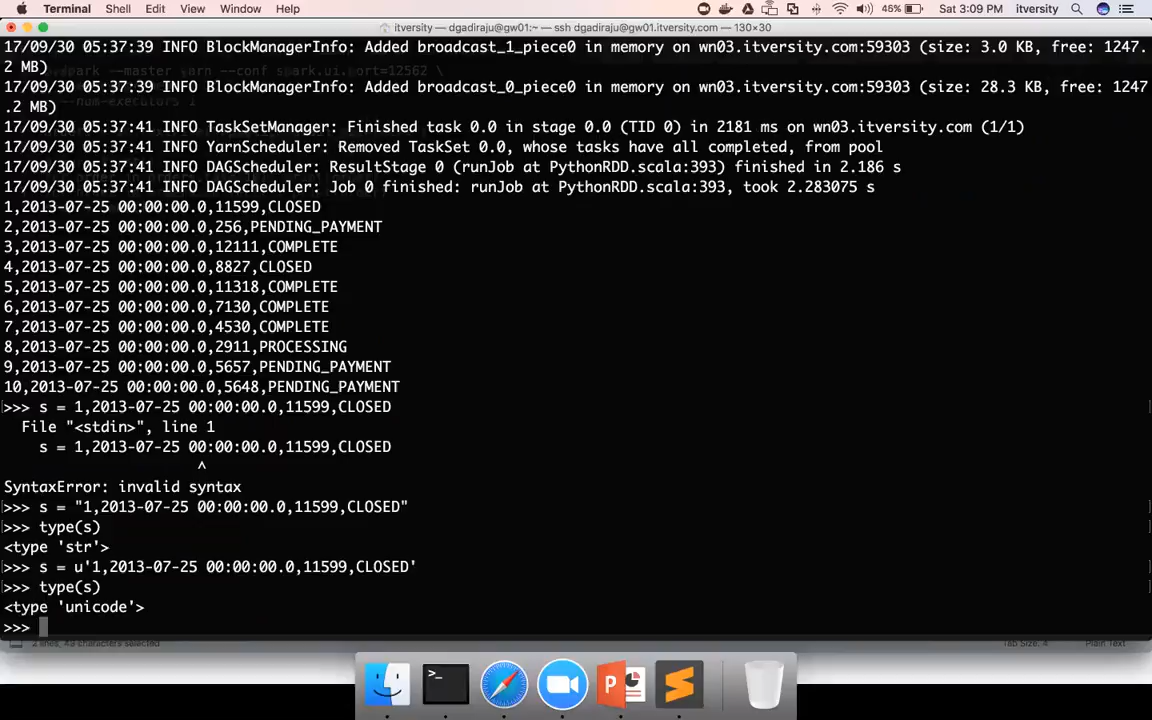 Terminal Shell Edit View Window Help 46% Sat 3:09 PM itversity
itversity — dgadiraju@gw01:~ — ssh dgadiraju@gw01.itversity.com — 130×30
17/09/30 05:37:39 INFO BlockManagerInfo: Added broadcast_1_piece0 in memory on wn03.itversity.com:59303 (size: 3.0 KB, free: 1247.
2 MB)
17/09/30 05:37:39 INFO BlockManagerInfo: Added broadcast_0_piece0 in memory on wn03.itversity.com:59303 (size: 28.3 KB, free: 1247
.2 MB)
17/09/30 05:37:41 INFO TaskSetManager: Finished task 0.0 in stage 0.0 (TID 0) in 2181 ms on wn03.itversity.com (1/1)
17/09/30 05:37:41 INFO YarnScheduler: Removed TaskSet 0.0, whose tasks have all completed, from pool
17/09/30 05:37:41 INFO DAGScheduler: ResultStage 0 (runJob at PythonRDD.scala:393) finished in 2.186 s
17/09/30 05:37:41 INFO DAGScheduler: Job 0 finished: runJob at PythonRDD.scala:393, took 2.283075 s
1,2013-07-25 00:00:00.0,11599,CLOSED
2,2013-07-25 00:00:00.0,256,PENDING_PAYMENT
3,2013-07-25 00:00:00.0,12111,COMPLETE
4,2013-07-25 00:00:00.0,8827,CLOSED
5,2013-07-25 00:00:00.0,11318,COMPLETE
6,2013-07-25 00:00:00.0,7130,COMPLETE
7,2013-07-25 00:00:00.0,4530,COMPLETE
8,2013-07-25 00:00:00.0,2911,PROCESSING
9,2013-07-25 00:00:00.0,5657,PENDING_PAYMENT
10,2013-07-25 00:00:00.0,5648,PENDING_PAYMENT
>>> s = 1,2013-07-25 00:00:00.0,11599,CLOSED
File "<stdin>", line 1
s = 1,2013-07-25 00:00:00.0,11599,CLOSED
^
SyntaxError: invalid syntax
>>> s = "1,2013-07-25 00:00:00.0,11599,CLOSED"
>>> type(s)
<type 'str'>
>>> s = u'1,2013-07-25 00:00:00.0,11599,CLOSED'
>>> type(s)
<type 'unicode'>
>>>
2 lines, 43 characters selected Tab Size: 4 Plain Text